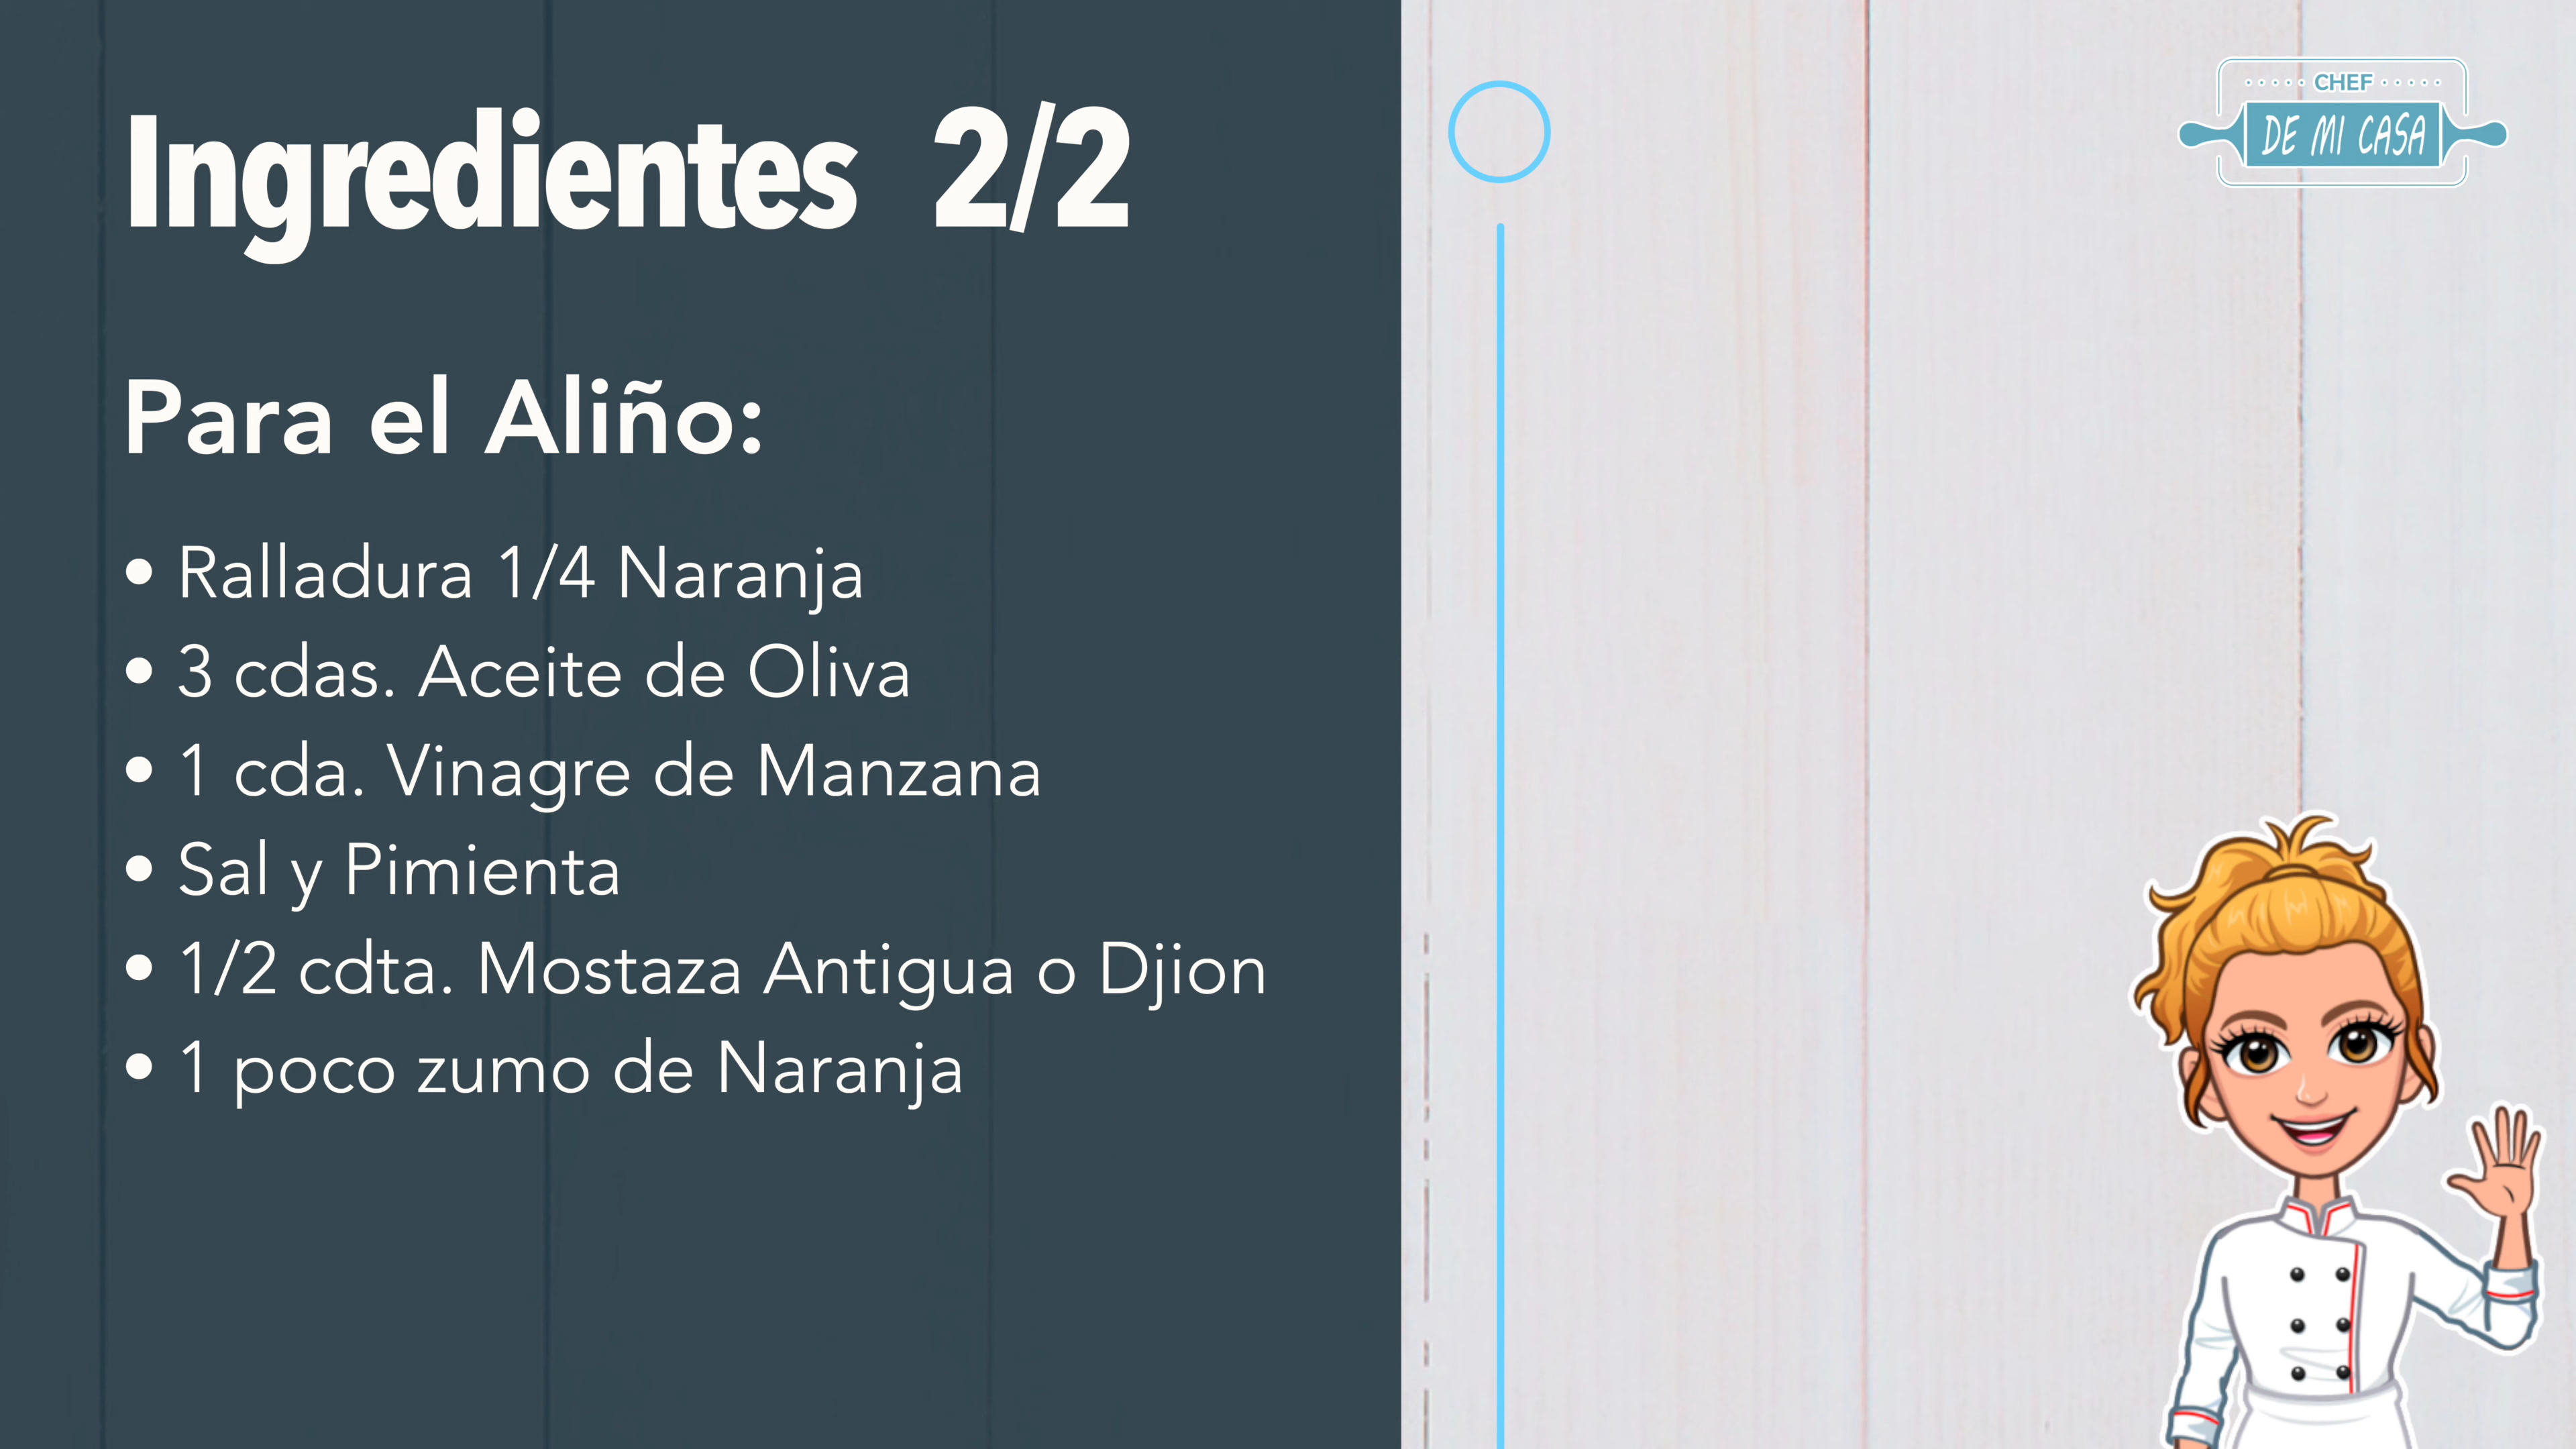 Ingredientes 2/2
CHEF
DE MI CASA
Para el Aliño:
• Ralladura 1/4 Naranja
• 3 cdas. Aceite de Oliva
• 1 cda. Vinagre de Manzana
• Sal y Pimienta
• 1/2 cdta. Mostaza Antigua o Djion
• 1 poco zumo de Naranja